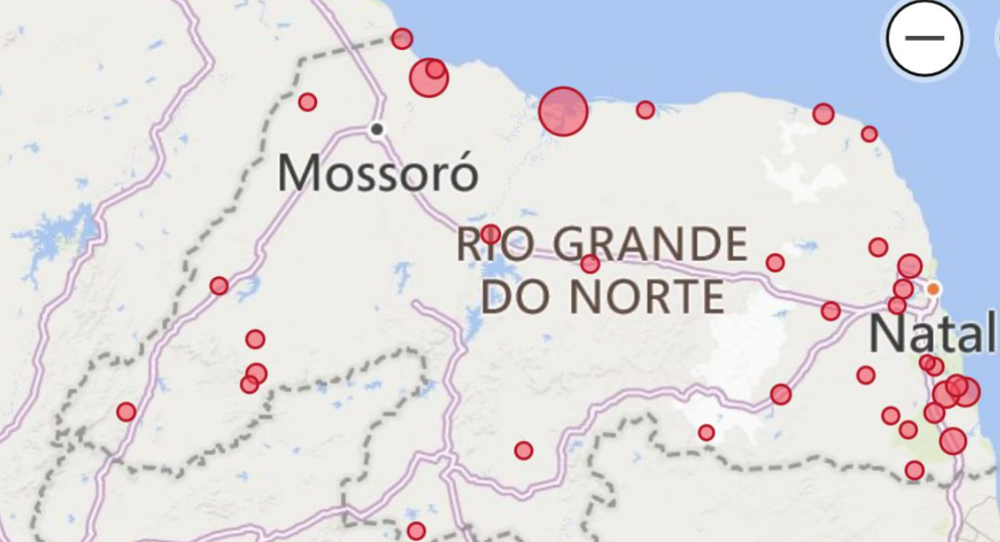 Mossoró
RIO GRANDE
DO NORTE
Natal